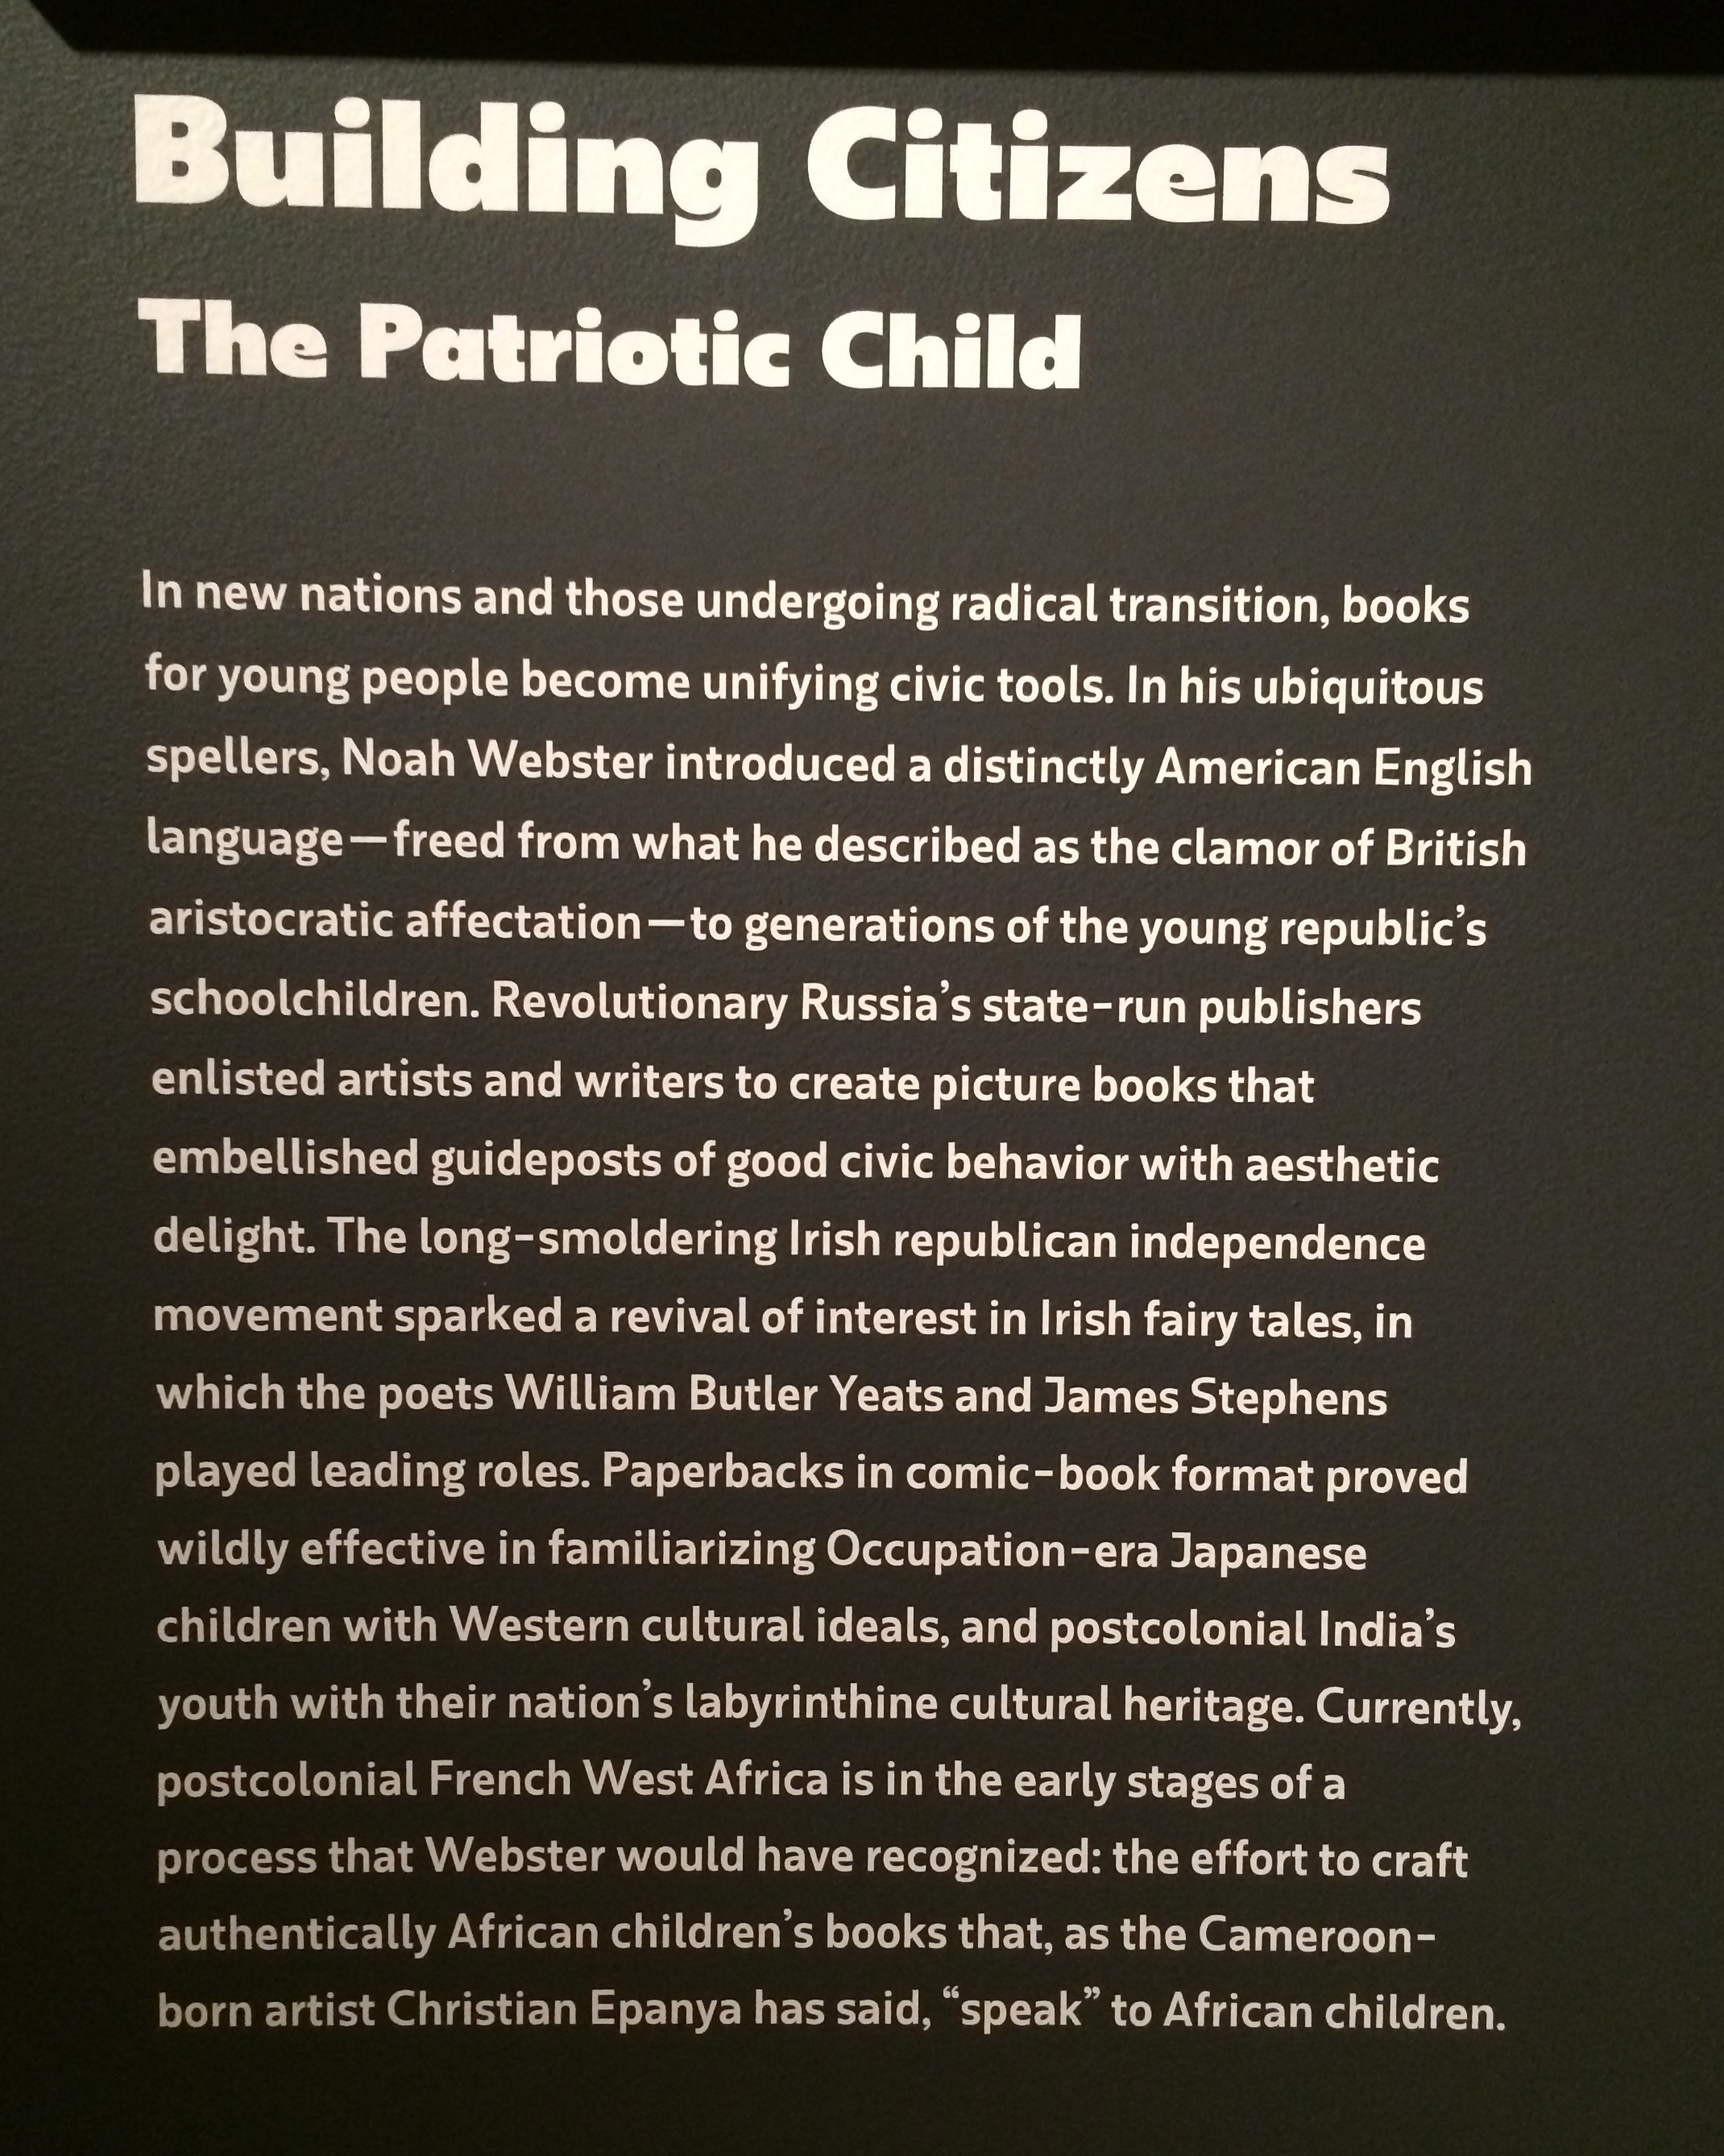 Building Citizens
The Patriotic Child
In new nations and those undergoing radical transition, books
for young people become unifying civic tools. In his ubiquitous
spellers, Noah Webster introduced a distinctly American English
language—freed from what he described as the clamor of British
aristocratic affectation—to generations of the young republic’s
schoolchildren. Revolutionary Russia’s state-run publishers
enlisted artists and writers to create picture books that
embellished guideposts of good civic behavior with aesthetic
delight. The long-smoldering Irish republican independence
movement sparked a revival of interest in Irish fairy tales, in
which the poets William Butler Yeats and James Stephens
played leading roles. Paperbacks in comic-book format proved
wildly effective in familiarizing Occupation-era Japanese
children with Western cultural ideals, and postcolonial India’s
youth with their nation’s labyrinthine cultural heritage. Currently,
postcolonial French West Africa is in the early stages of a
process that Webster would have recognized: the effort to craft
authentically African children’s books that, as the Cameroon-
born artist Christian Epanya has said, “speak” to African children.